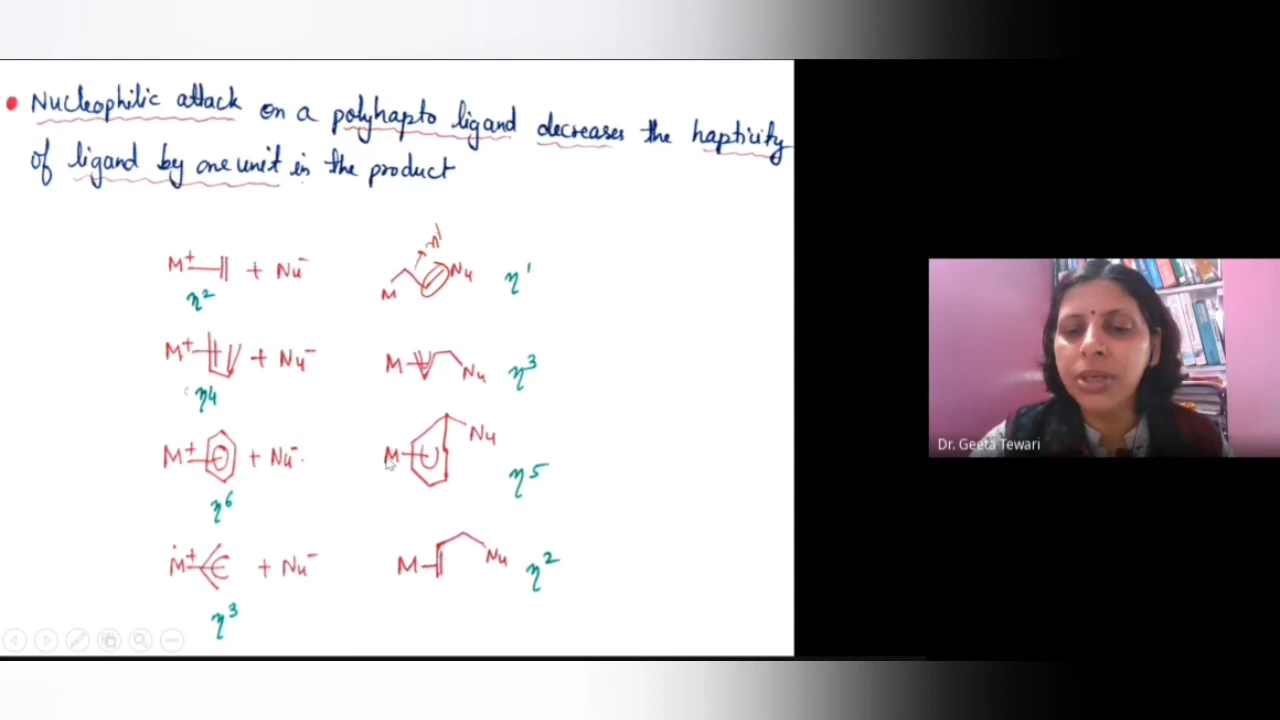 • Nucleophilic attack on a polyhapto ligand decreases the hapticity
of ligand by one unit in the product
M⁺ + Nu⁻ M Nu η¹ η¹
η²
M⁺ + Nu⁻ M Nu η³
η4
M⁺ + Nu⁻ M Nu η5
η⁶
M⁺ + Nu⁻ M Nu η²
η³
Dr. Geeta Tewari